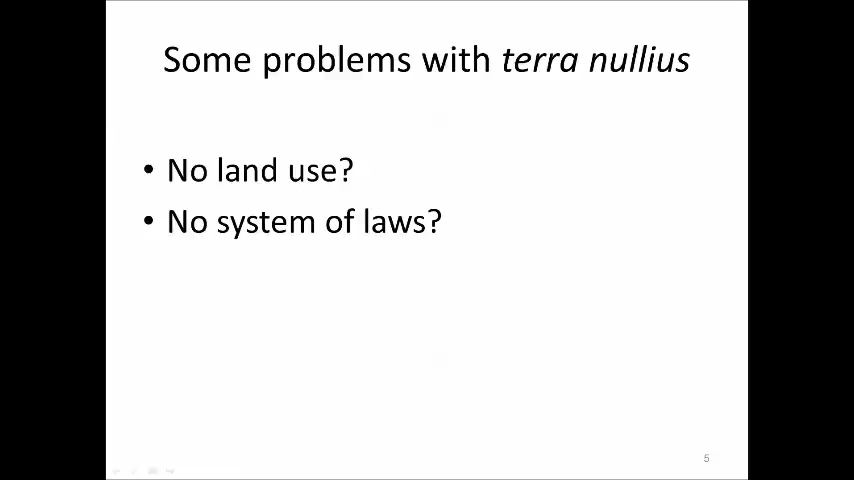 Some problems with terra nullius
• No land use?
• No system of laws?
5